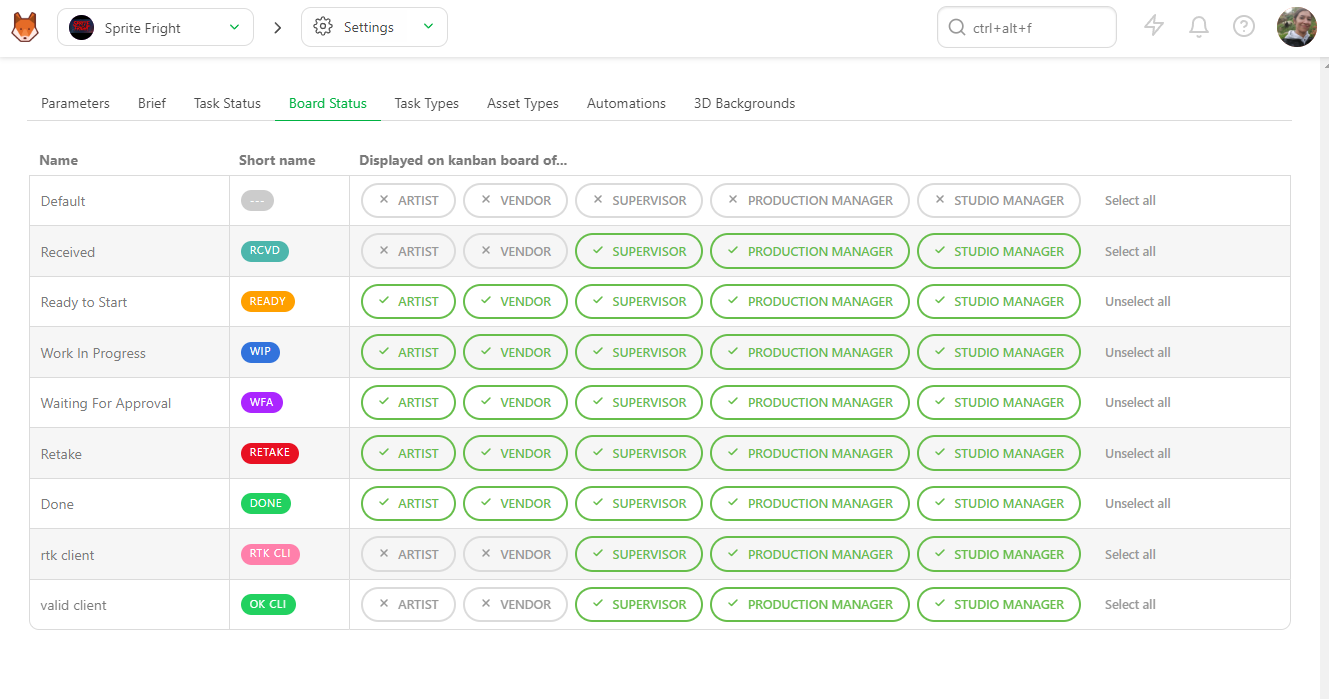 Sprite Fright
Settings
ctrl+alt+f
Parameters Brief Task Status Board Status Task Types Asset Types Automations 3D Backgrounds
Name Short name Displayed on kanban board of...
Default --- ARTIST VENDOR SUPERVISOR PRODUCTION MANAGER STUDIO MANAGER Select all
Received RCVD ARTIST VENDOR SUPERVISOR PRODUCTION MANAGER STUDIO MANAGER Select all
Ready to Start READY ARTIST VENDOR SUPERVISOR PRODUCTION MANAGER STUDIO MANAGER Unselect all
Work In Progress WIP ARTIST VENDOR SUPERVISOR PRODUCTION MANAGER STUDIO MANAGER Unselect all
Waiting For Approval WFA ARTIST VENDOR SUPERVISOR PRODUCTION MANAGER STUDIO MANAGER Unselect all
Retake RETAKE ARTIST VENDOR SUPERVISOR PRODUCTION MANAGER STUDIO MANAGER Unselect all
Done DONE ARTIST VENDOR SUPERVISOR PRODUCTION MANAGER STUDIO MANAGER Unselect all
rtk client RTK CLI ARTIST VENDOR SUPERVISOR PRODUCTION MANAGER STUDIO MANAGER Select all
valid client OK CLI ARTIST VENDOR SUPERVISOR PRODUCTION MANAGER STUDIO MANAGER Select all